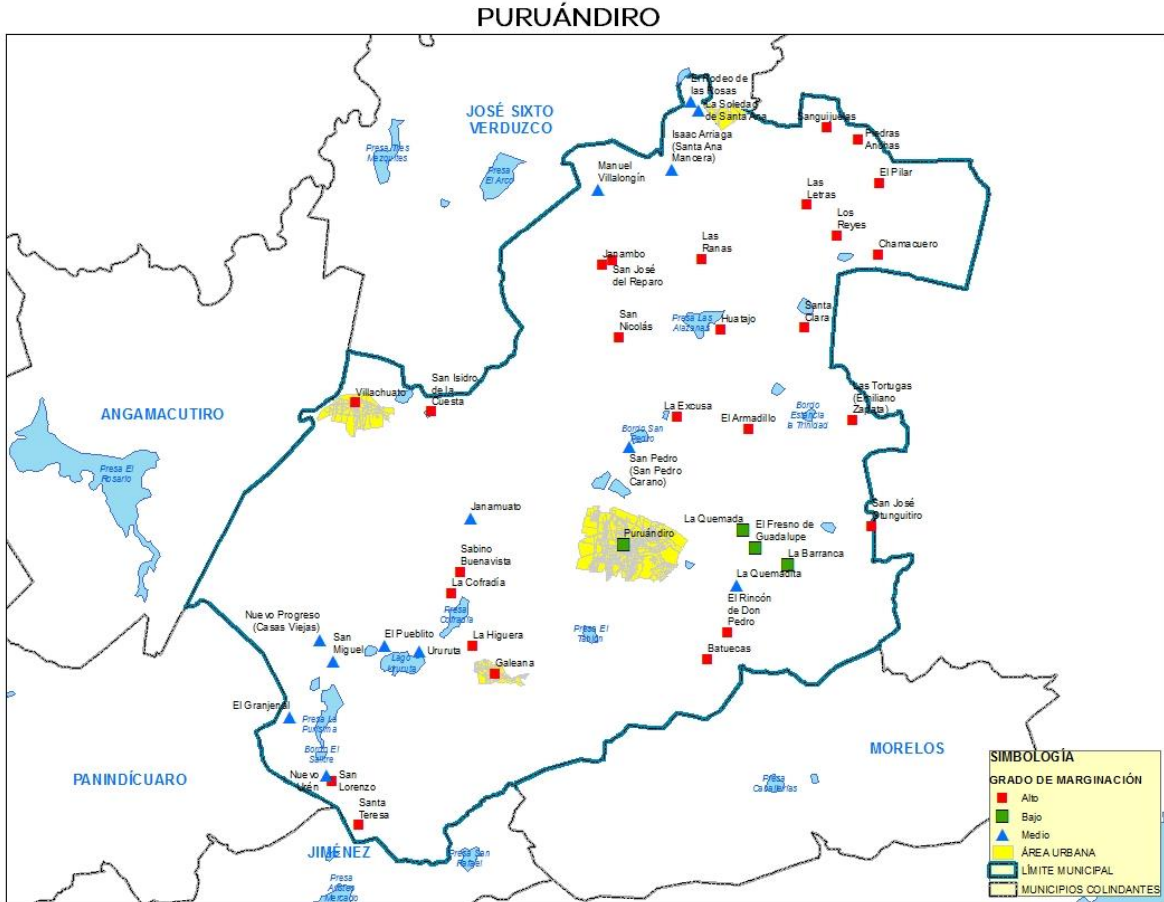 PURUÁNDIRO
El Rodeo de
las Rosas
La Soledad
de Santa Ana
JOSÉ SIXTO
VERDUZCO
Sanguijuelas
Piedras
Anchas
Presa Tres
Mezquites
Isaac Arriaga
(Santa Ana
Mancera)
Presa
El Arco
Manuel
Villalongín
El Pilar
Las
Letras
Los
Reyes
Las
Ranas
Chamacuero
Janambo
San José
del Reparo
Santa
Clara
San
Nicolás
Presa Las
Alazanas
Huatajo
San Isidro
de la
Cuesta
Villachuato
Las Tortugas
(Emiliano
Zapata)
ANGAMACUTIRO
La Excusa
El Armadillo
Bordo
Estancia
la Trinidad
Bordo San
Pedro
San Pedro
(San Pedro
Carano)
Presa El
Rosario
Janamuato
San José
Otunguitiro
La Quemada
El Fresno de
Guadalupe
Puruándiro
La Barranca
Sabino
Buenavista
La Cofradía
La Quemadita
El Rincón
de Don
Pedro
Presa
Cofradía
Nuevo Progreso
(Casas Viejas)
San
Miguel
El Pueblito
Ururuta
La Higuera
Lago
Ururuta
Batuecas
Galeana
El Granjenal
Presa La
Purísima
Bordo El
Salitre
PANINDÍCUARO
MORELOS
Nuevo
Urén
San
Lorenzo
Santa
Teresa
JIMÉNEZ
Presa San
Rafael
Presa
SIMBOLOGÍA
GRADO DE MARGINACIÓN
Alto
Bajo
Medio
ÁREA URBANA
LÍMITE MUNICIPAL
MUNICIPIOS COLINDANTES